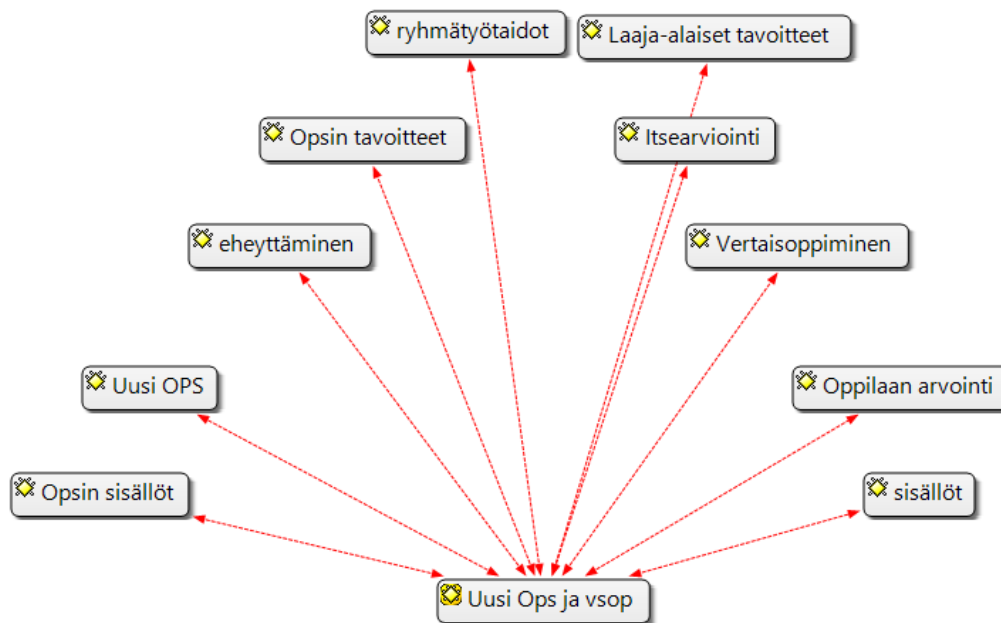 ryhmätyötaidot
Laaja-alaiset tavoitteet
Opsin tavoitteet
Itsearviointi
eheyttäminen
Vertaisoppiminen
Uusi OPS
Oppilaan arvointi
Opsin sisällöt
sisällöt
Uusi Ops ja vsop